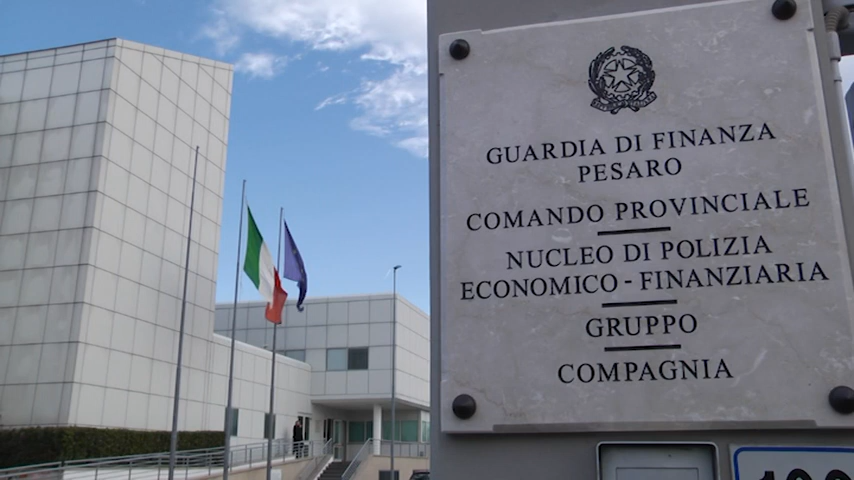 GUARDIA DI FINANZA
PESARO
COMANDO PROVINCIALE
NUCLEO DI POLIZIA
ECONOMICO - FINANZIARIA
GRUPPO
COMPAGNIA